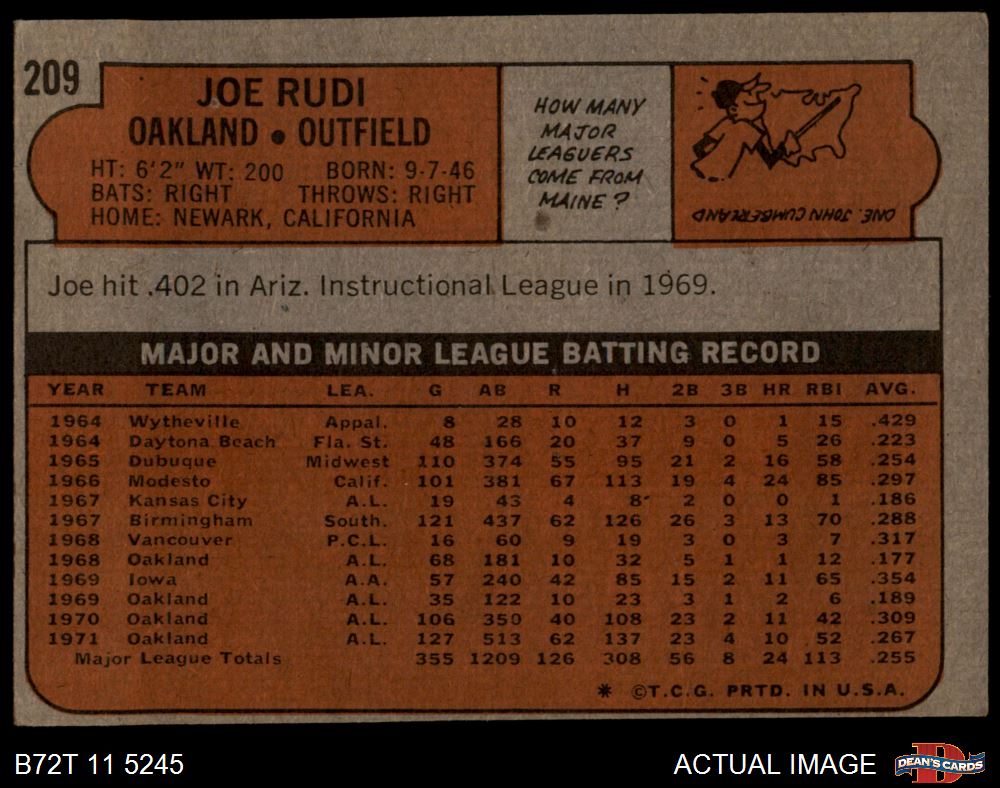 209
JOE RUDI
OAKLAND • OUTFIELD
HT: 6'2" WT: 200 BORN: 9-7-46
BATS: RIGHT THROWS: RIGHT
HOME: NEWARK, CALIFORNIA
HOW MANY
MAJOR
LEAGUERS
COME FROM
MAINE?
ONE. JOHN CUMBERLAND
Joe hit .402 in Ariz. Instructional League in 1969.
MAJOR AND MINOR LEAGUE BATTING RECORD
YEAR TEAM LEA. G AB R H 2B 3B HR RBI AVG.
1964 Wytheville Appal. 8 28 10 12 3 0 1 15 .429
1964 Daytona Beach Fla. St. 48 166 20 37 9 0 5 26 .223
1965 Dubuque Midwest 110 374 55 95 21 2 16 58 .254
1966 Modesto Calif. 101 381 67 113 19 4 24 85 .297
1967 Kansas City A.L. 19 43 4 8 2 0 0 1 .186
1967 Birmingham South. 121 437 62 126 26 3 13 70 .288
1968 Vancouver P.C.L. 16 60 9 19 3 0 3 7 .317
1968 Oakland A.L. 68 181 10 32 5 1 1 12 .177
1969 Iowa A.A. 57 240 42 85 15 2 11 65 .354
1969 Oakland A.L. 35 122 10 23 3 1 2 6 .189
1970 Oakland A.L. 106 350 40 108 23 2 11 42 .309
1971 Oakland A.L. 127 513 62 137 23 4 10 52 .267
Major League Totals 355 1209 126 308 56 8 24 113 .255
* ©T.C.G. PRTD. IN U.S.A.
B72T 11 5245
ACTUAL IMAGE
D
DEAN'S CARDS